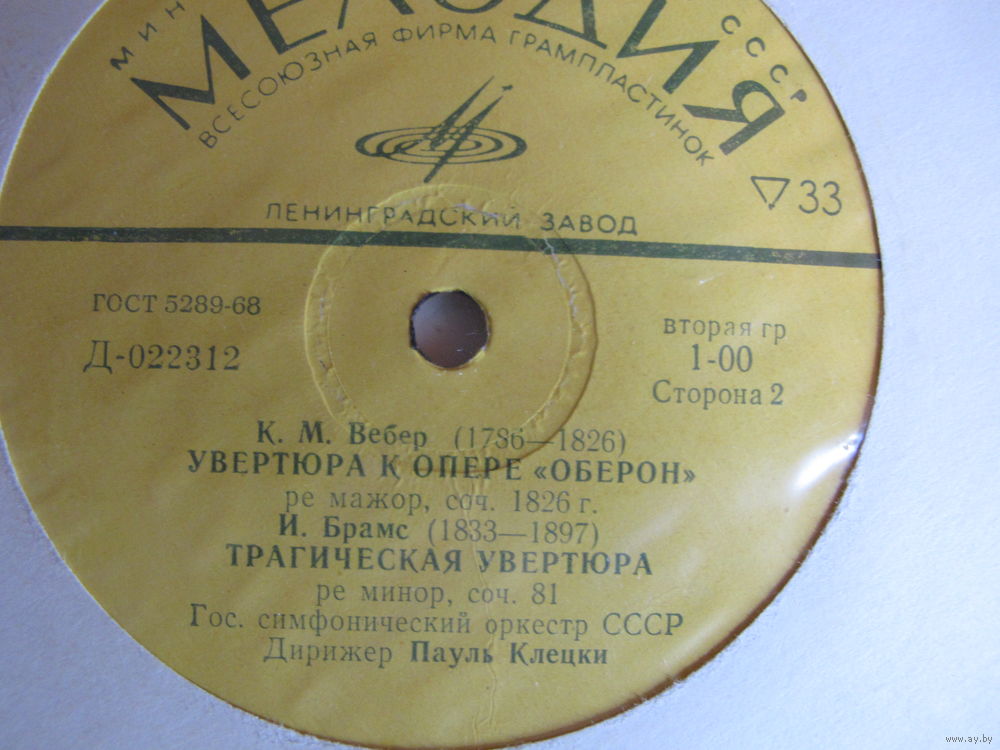 МИН
МЕЛОДИЯ
СССР
ВСЕСОЮЗНАЯ ФИРМА ГРАМПЛАСТИНОК
33
ЛЕНИНГРАДСКИЙ ЗАВОД
ГОСТ 5289-68
Д-022312
вторая гр
1-00
Сторона 2
К. М. Вебер (1786—1826)
УВЕРТЮРА К ОПЕРЕ «ОБЕРОН»
ре мажор, соч. 1826 г.
И. Брамс (1833—1897)
ТРАГИЧЕСКАЯ УВЕРТЮРА
ре минор, соч. 81
Гос. симфонический оркестр СССР
Дирижер Пауль Клецки
www.ay.by